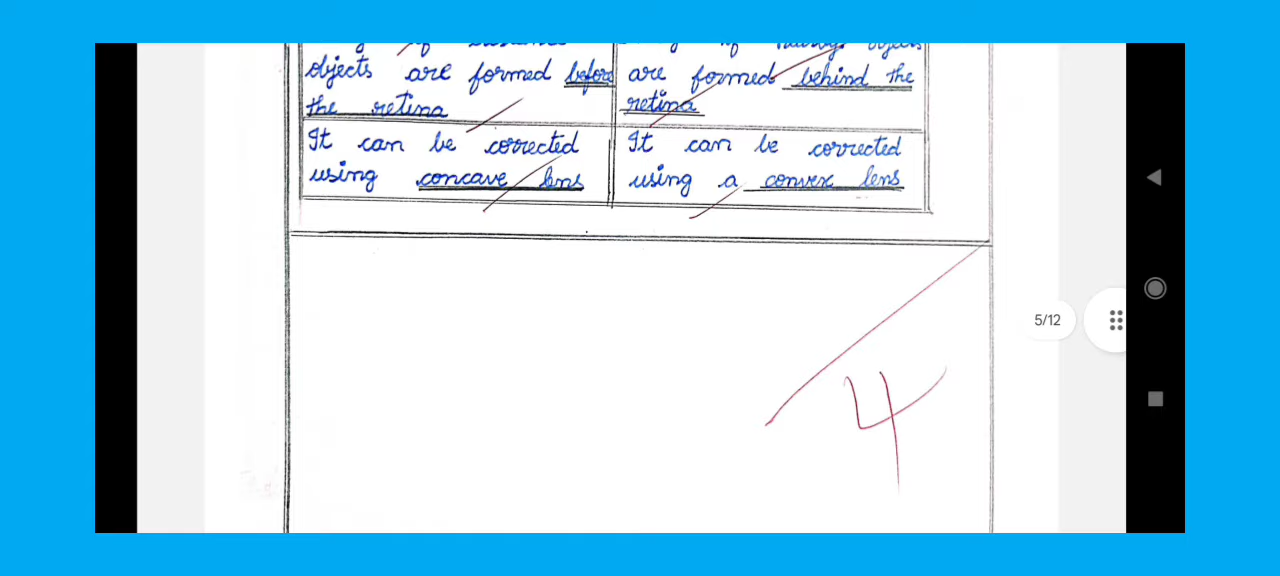 objects are formed before
the retina
are formed behind the
retina
It can be corrected
using concave lens
It can be corrected
using a convex lens
4
5/12